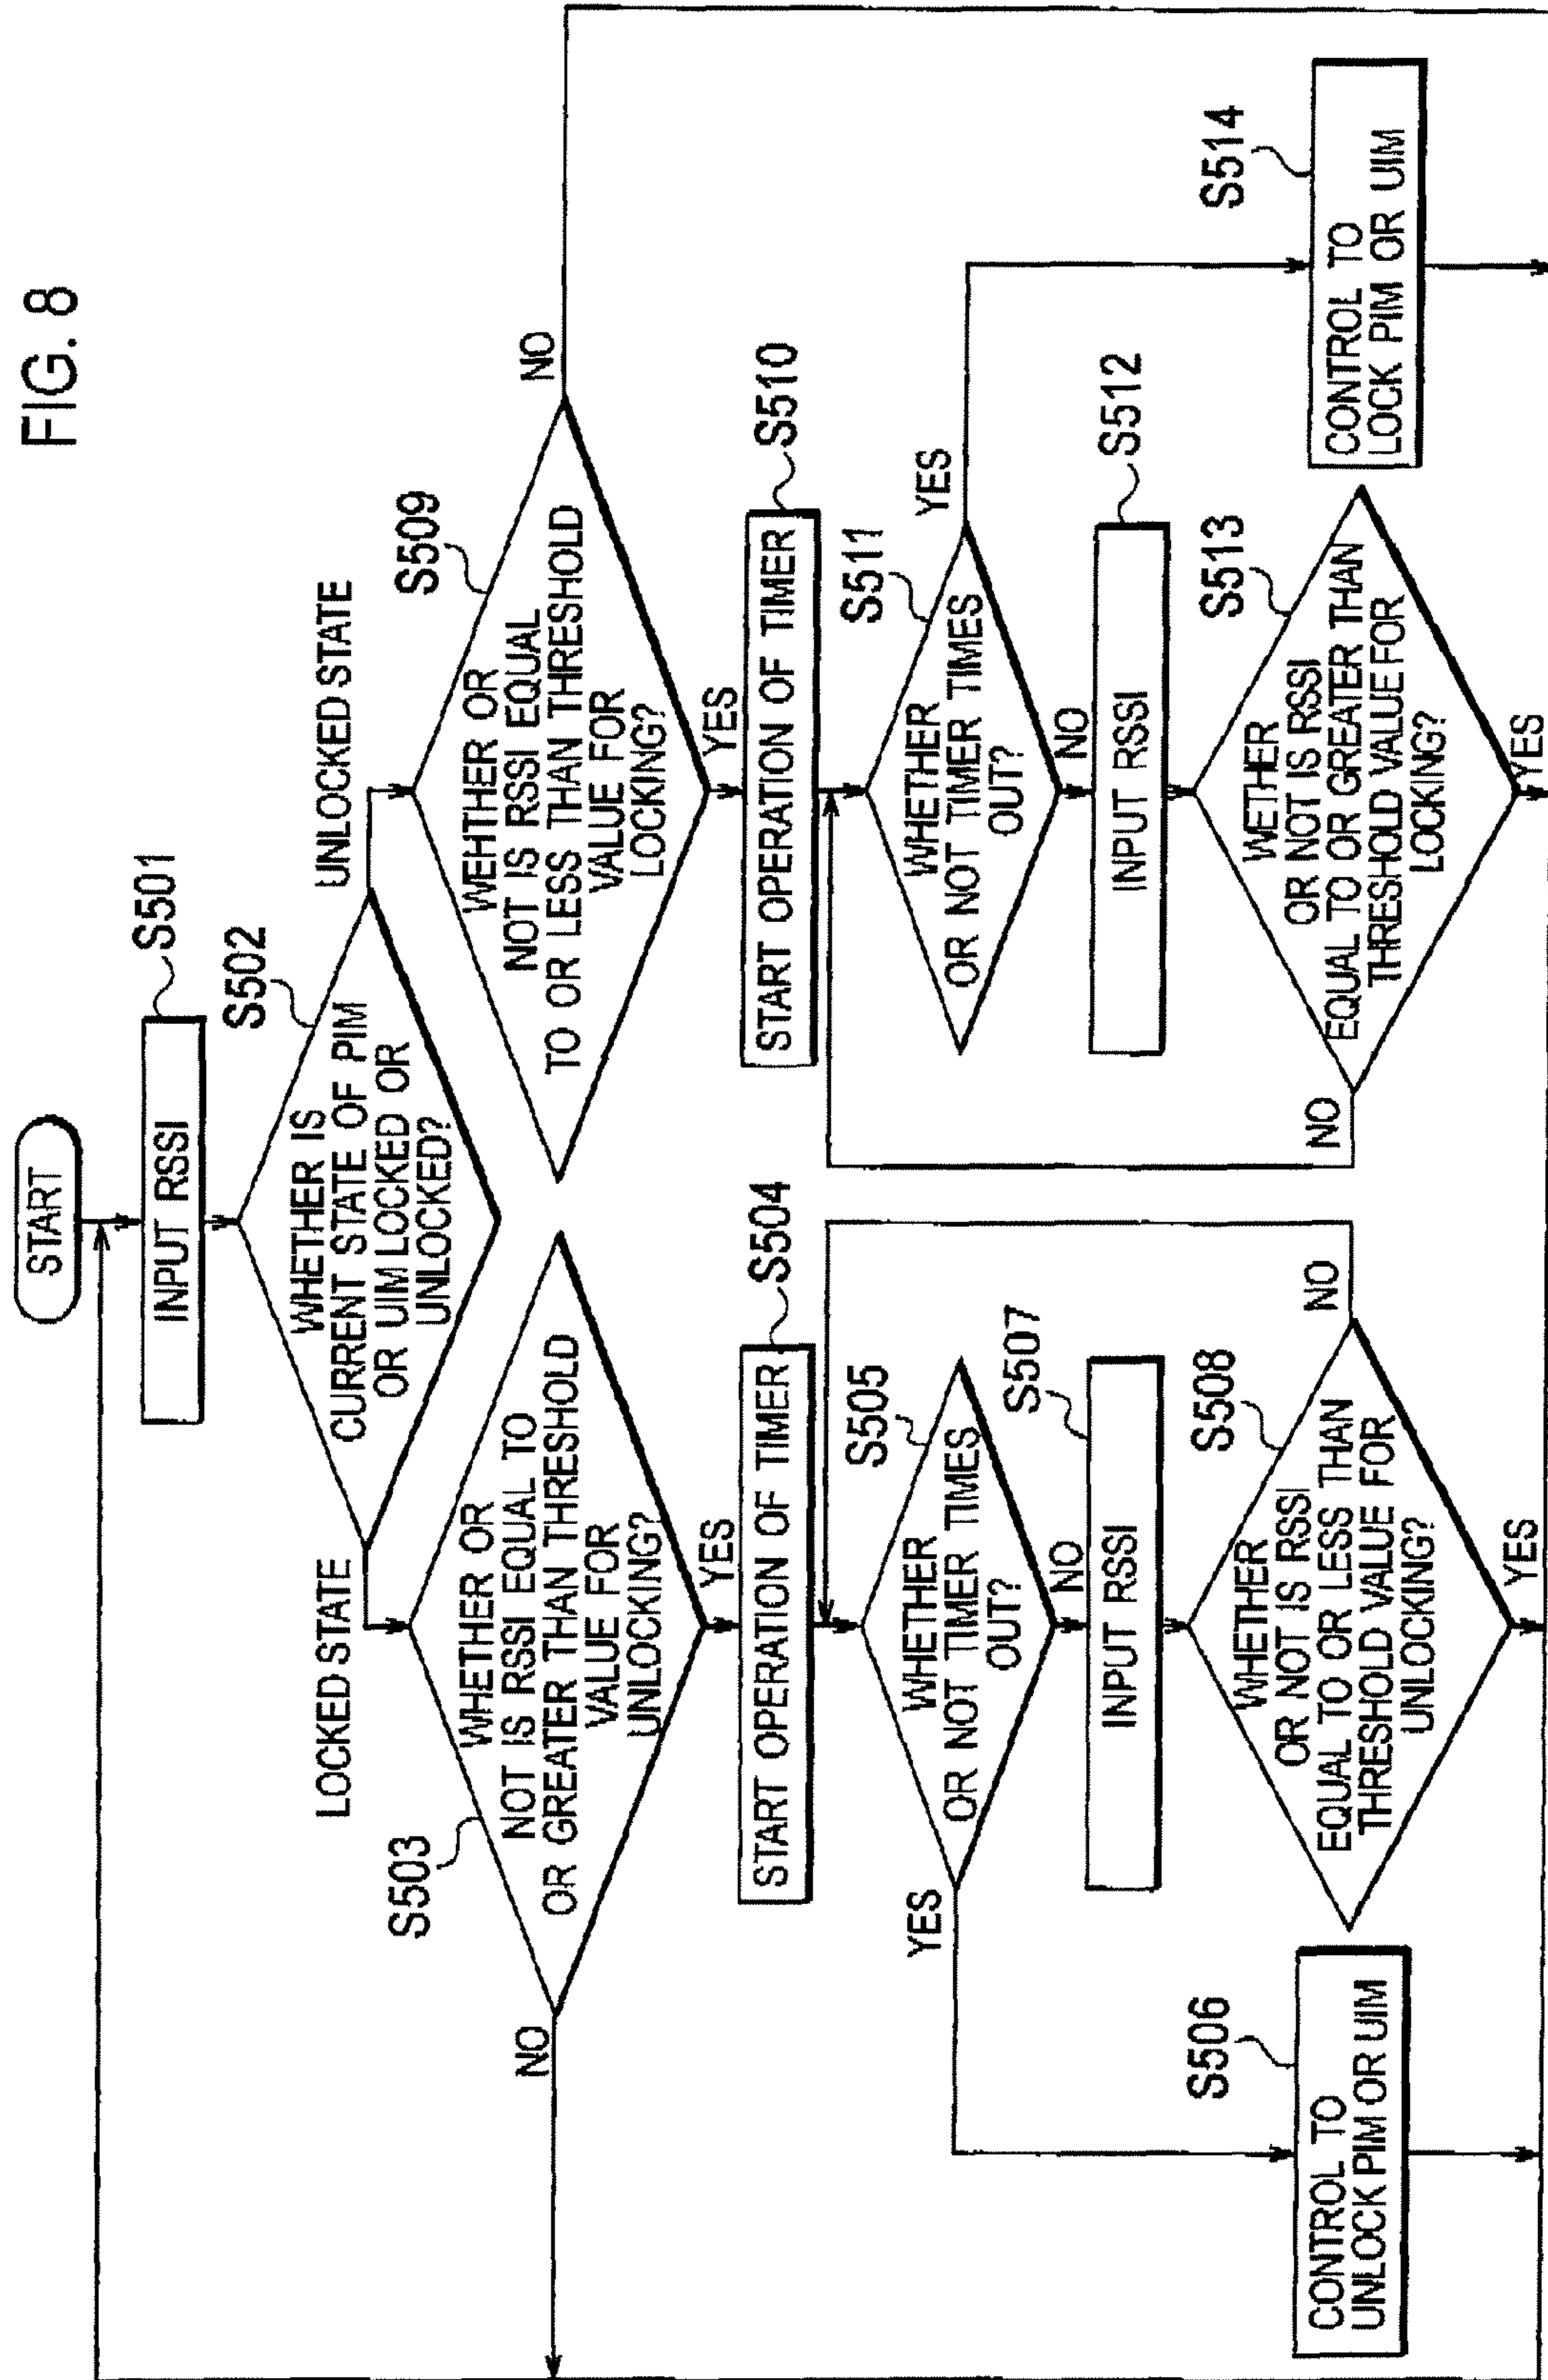 FIG. 8
START
INPUT RSSI
S501
WHETHER IS
CURRENT STATE OF PIM
OR UIM LOCKED OR
UNLOCKED?
S502
LOCKED STATE
UNLOCKED STATE
S503
WHETHER OR
NOT IS RSSI EQUAL TO
OR GREATER THAN THRESHOLD
VALUE FOR
UNLOCKING?
NO
YES
START OPERATION OF TIMER
S504
WHETHER
OR NOT TIMER TIMES
OUT?
S505
YES
NO
INPUT RSSI
S507
CONTROL TO
UNLOCK PIM OR UIM
S506
WHETHER
OR NOT IS RSSI
EQUAL TO OR LESS THAN
THRESHOLD VALUE FOR
UNLOCKING?
S508
NO
YES
WEHTHER OR
NOT IS RSSI EQUAL
TO OR LESS THAN THRESHOLD
VALUE FOR
LOCKING?
S509
NO
YES
START OPERATION OF TIMER
S510
WHETHER
OR NOT TIMER TIMES
OUT?
S511
YES
NO
INPUT RSSI
S512
WETHER
OR NOT IS RSSI
EQUAL TO OR GREATER THAN
THRESHOLD VALUE FOR
LOCKING?
S513
NO
YES
CONTROL TO
LOCK PIM OR UIM
S514